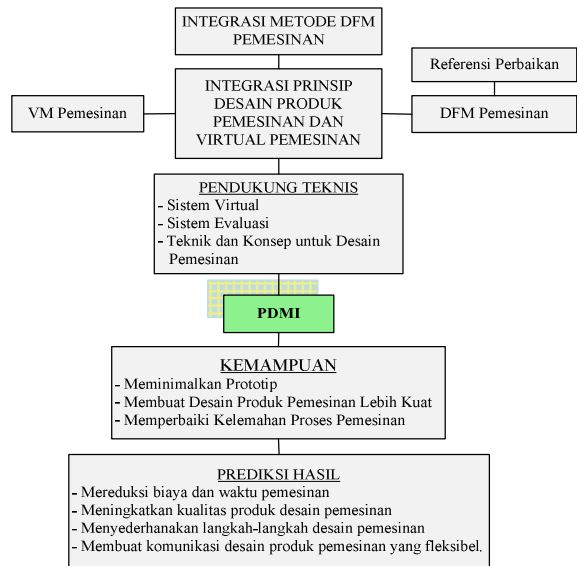 INTEGRASI METODE DFM
PEMESINAN
Referensi Perbaikan
INTEGRASI PRINSIP
DESAIN PRODUK
PEMESINAN DAN
VIRTUAL PEMESINAN
VM Pemesinan
DFM Pemesinan
PENDUKUNG TEKNIS
- Sistem Virtual
- Sistem Evaluasi
- Teknik dan Konsep untuk Desain
Pemesinan
PDMI
KEMAMPUAN
- Meminimalkan Prototip
- Membuat Desain Produk Pemesinan Lebih Kuat
- Memperbaiki Kelemahan Proses Pemesinan
PREDIKSI HASIL
- Mereduksi biaya dan waktu pemesinan
- Meningkatkan kualitas produk desain pemesinan
- Menyederhanakan langkah-langkah desain pemesinan
- Membuat komunikasi desain produk pemesinan yang fleksibel.